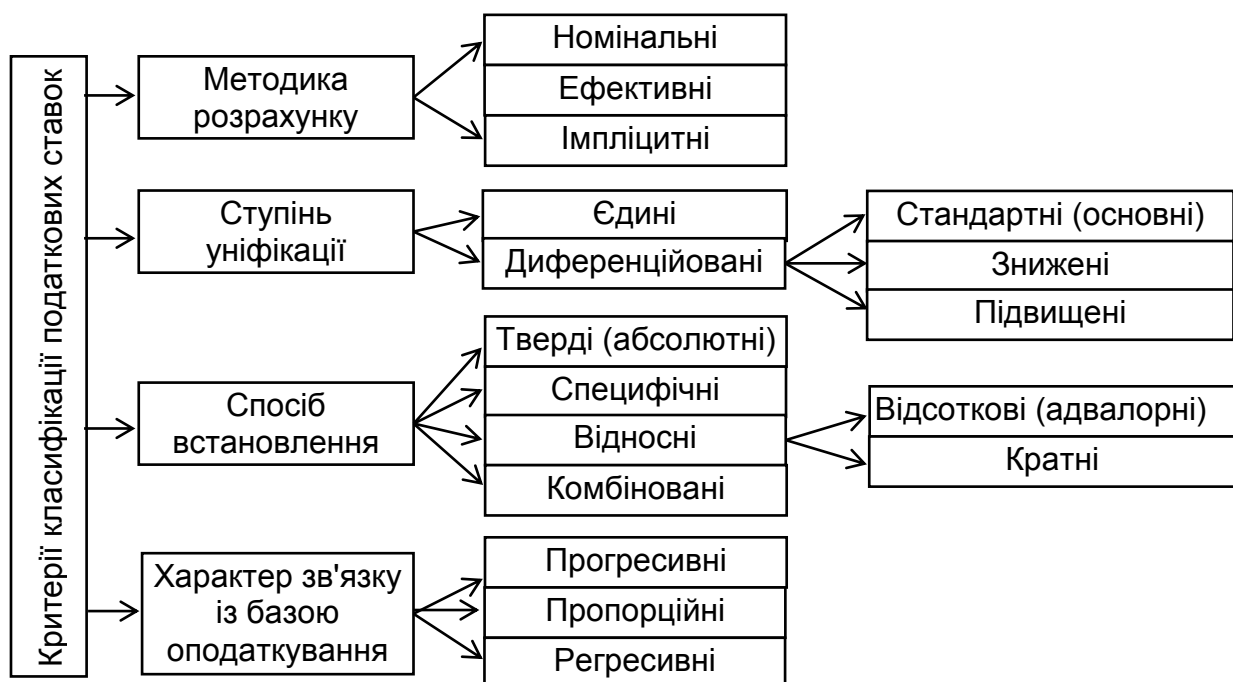 Критерії класифікації податкових ставок
Методика
розрахунку
Номінальні
Ефективні
Імпліцитні
Ступінь
уніфікації
Єдині
Диференційовані
Стандартні (основні)
Знижені
Підвищені
Спосіб
встановлення
Тверді (абсолютні)
Специфічні
Відносні
Комбіновані
Відсоткові (адвалорні)
Кратні
Характер зв'язку
із базою
оподаткування
Прогресивні
Пропорційні
Регресивні